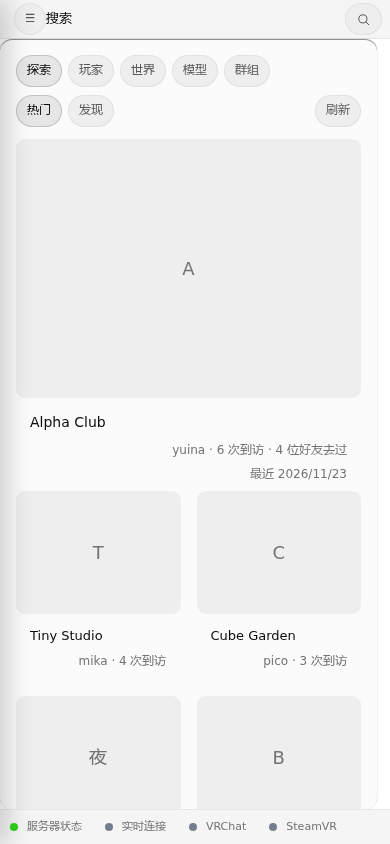 ☰ 搜索
探索 玩家 世界 模型 群组
热门 发现 刷新
A
Alpha Club
yuina · 6 次到访 · 4 位好友去过
最近 2026/11/23
T C
Tiny Studio Cube Garden
mika · 4 次到访 pico · 3 次到访
夜 B
服务器状态 实时连接 VRChat SteamVR